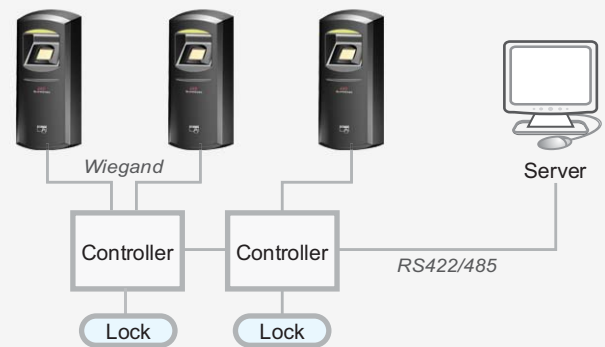 Wiegand
Server
Controller
Controller
RS422/485
Lock
Lock